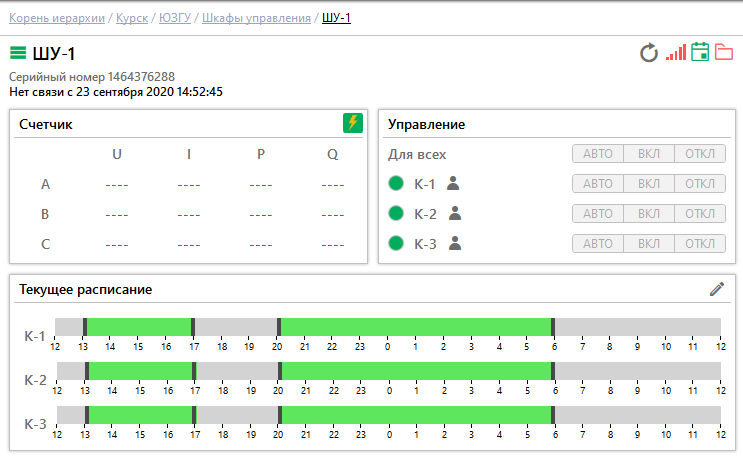 Корень иерархии / Курск / ЮЗГУ / Шкафы управления / ШУ-1
ШУ-1
Серийный номер 1464376288
Нет связи с 23 сентября 2020 14:52:45
Счетчик
U I P Q
A ---- ---- ---- ----
B ---- ---- ---- ----
C ---- ---- ---- ----
Управление
Для всех АВТО ВКЛ ОТКЛ
К-1 АВТО ВКЛ ОТКЛ
К-2 АВТО ВКЛ ОТКЛ
К-3 АВТО ВКЛ ОТКЛ
Текущее расписание
К-1
12 13 14 15 16 17 18 19 20 21 22 23 0 1 2 3 4 5 6 7 8 9 10 11 12
К-2
12 13 14 15 16 17 18 19 20 21 22 23 0 1 2 3 4 5 6 7 8 9 10 11 12
К-3
12 13 14 15 16 17 18 19 20 21 22 23 0 1 2 3 4 5 6 7 8 9 10 11 12